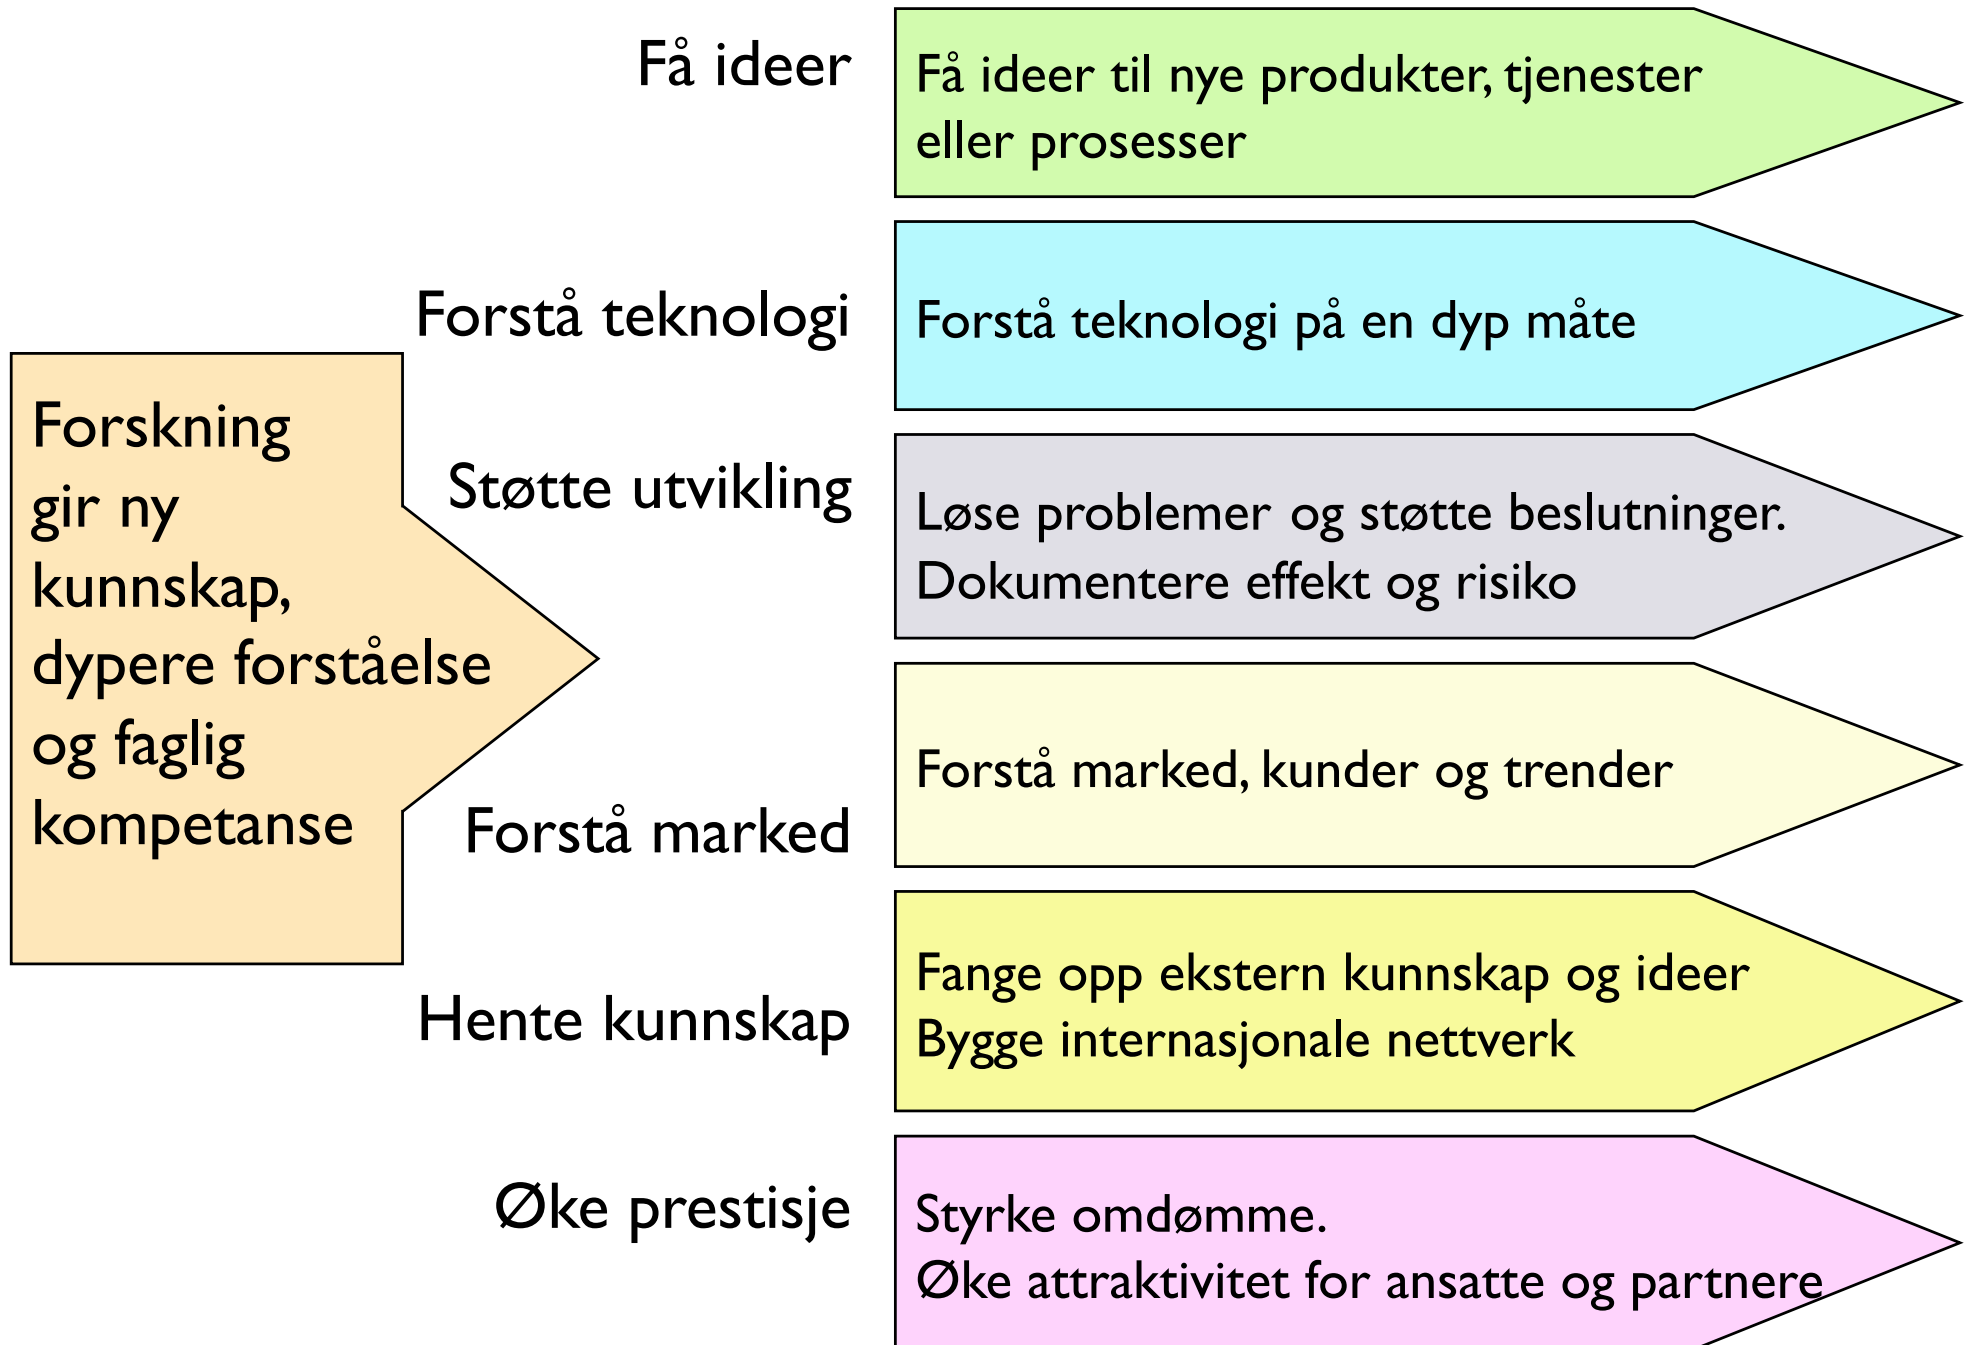 Forskning
gir ny
kunnskap,
dypere forståelse
og faglig
kompetanse
Få ideer
Få ideer til nye produkter, tjenester
eller prosesser
Forstå teknologi
Forstå teknologi på en dyp måte
Støtte utvikling
Løse problemer og støtte beslutninger.
Dokumentere effekt og risiko
Forstå marked
Forstå marked, kunder og trender
Hente kunnskap
Fange opp ekstern kunnskap og ideer
Bygge internasjonale nettverk
Øke prestisje
Styrke omdømme.
Øke attraktivitet for ansatte og partnere